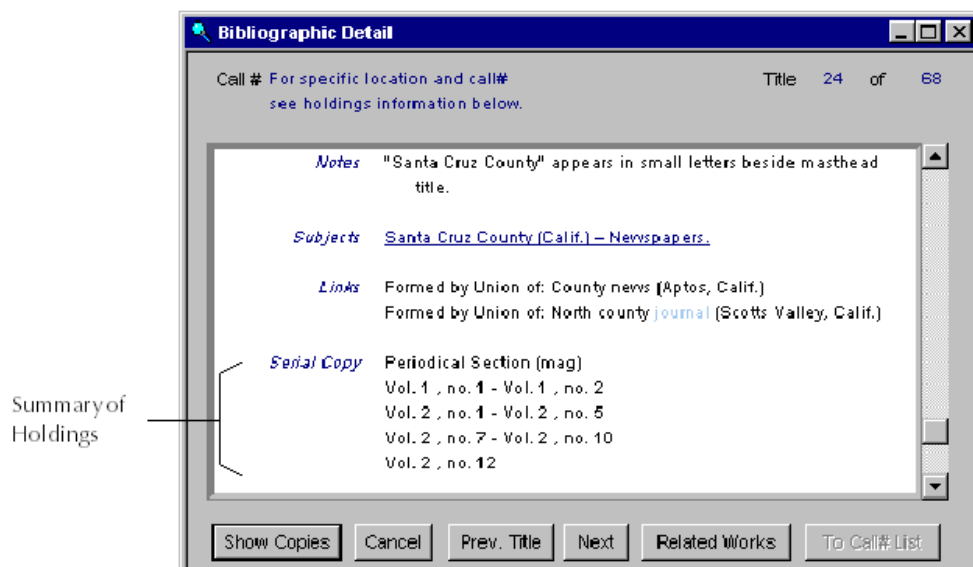 Bibliographic Detail
Call # For specific location and call# Title 24 of 68
see holdings information below.
Notes "Santa Cruz County" appears in small letters beside masthead
title.
Subjects Santa Cruz County (Calif.) – Newspapers.
Links Formed by Union of: County news (Aptos, Calif.)
Formed by Union of: North county journal (Scotts Valley, Calif.)
Serial Copy Periodical Section (mag)
Vol. 1 , no. 1 - Vol. 1 , no. 2
Vol. 2 , no. 1 - Vol. 2 , no. 5
Vol. 2 , no. 7 - Vol. 2 , no. 10
Vol. 2 , no. 12
Summary of
Holdings
Show Copies Cancel Prev. Title Next Related Works To Call# List